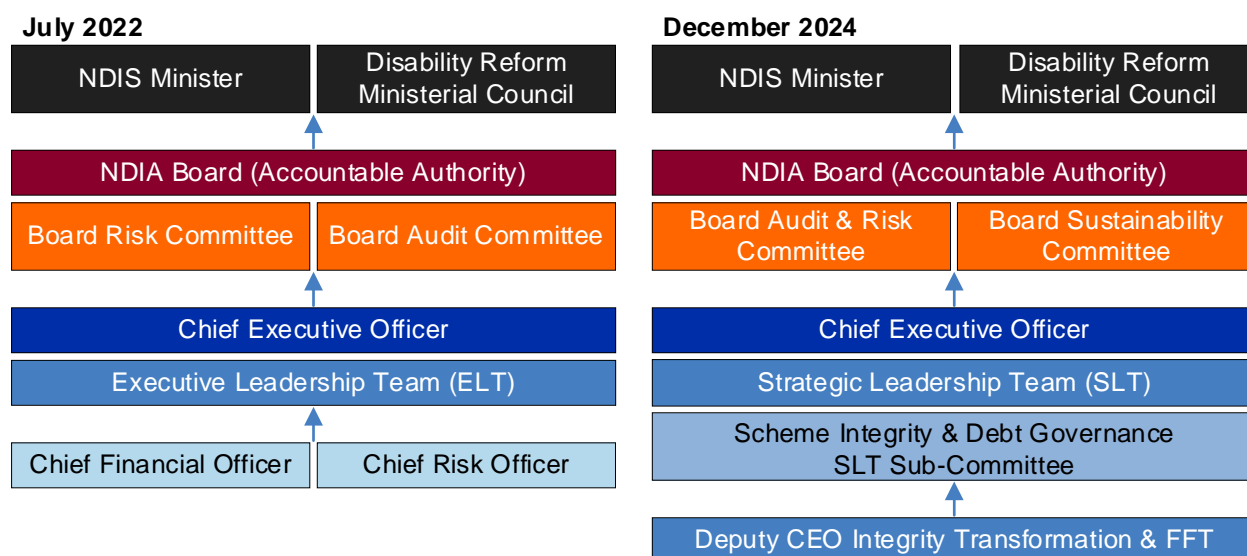 July 2022
NDIS Minister
Disability Reform
Ministerial Council
NDIA Board (Accountable Authority)
Board Risk Committee
Board Audit Committee
Chief Executive Officer
Executive Leadership Team (ELT)
Chief Financial Officer
Chief Risk Officer
December 2024
NDIS Minister
Disability Reform
Ministerial Council
NDIA Board (Accountable Authority)
Board Audit & Risk
Committee
Board Sustainability
Committee
Chief Executive Officer
Strategic Leadership Team (SLT)
Scheme Integrity & Debt Governance
SLT Sub-Committee
Deputy CEO Integrity Transformation & FFT